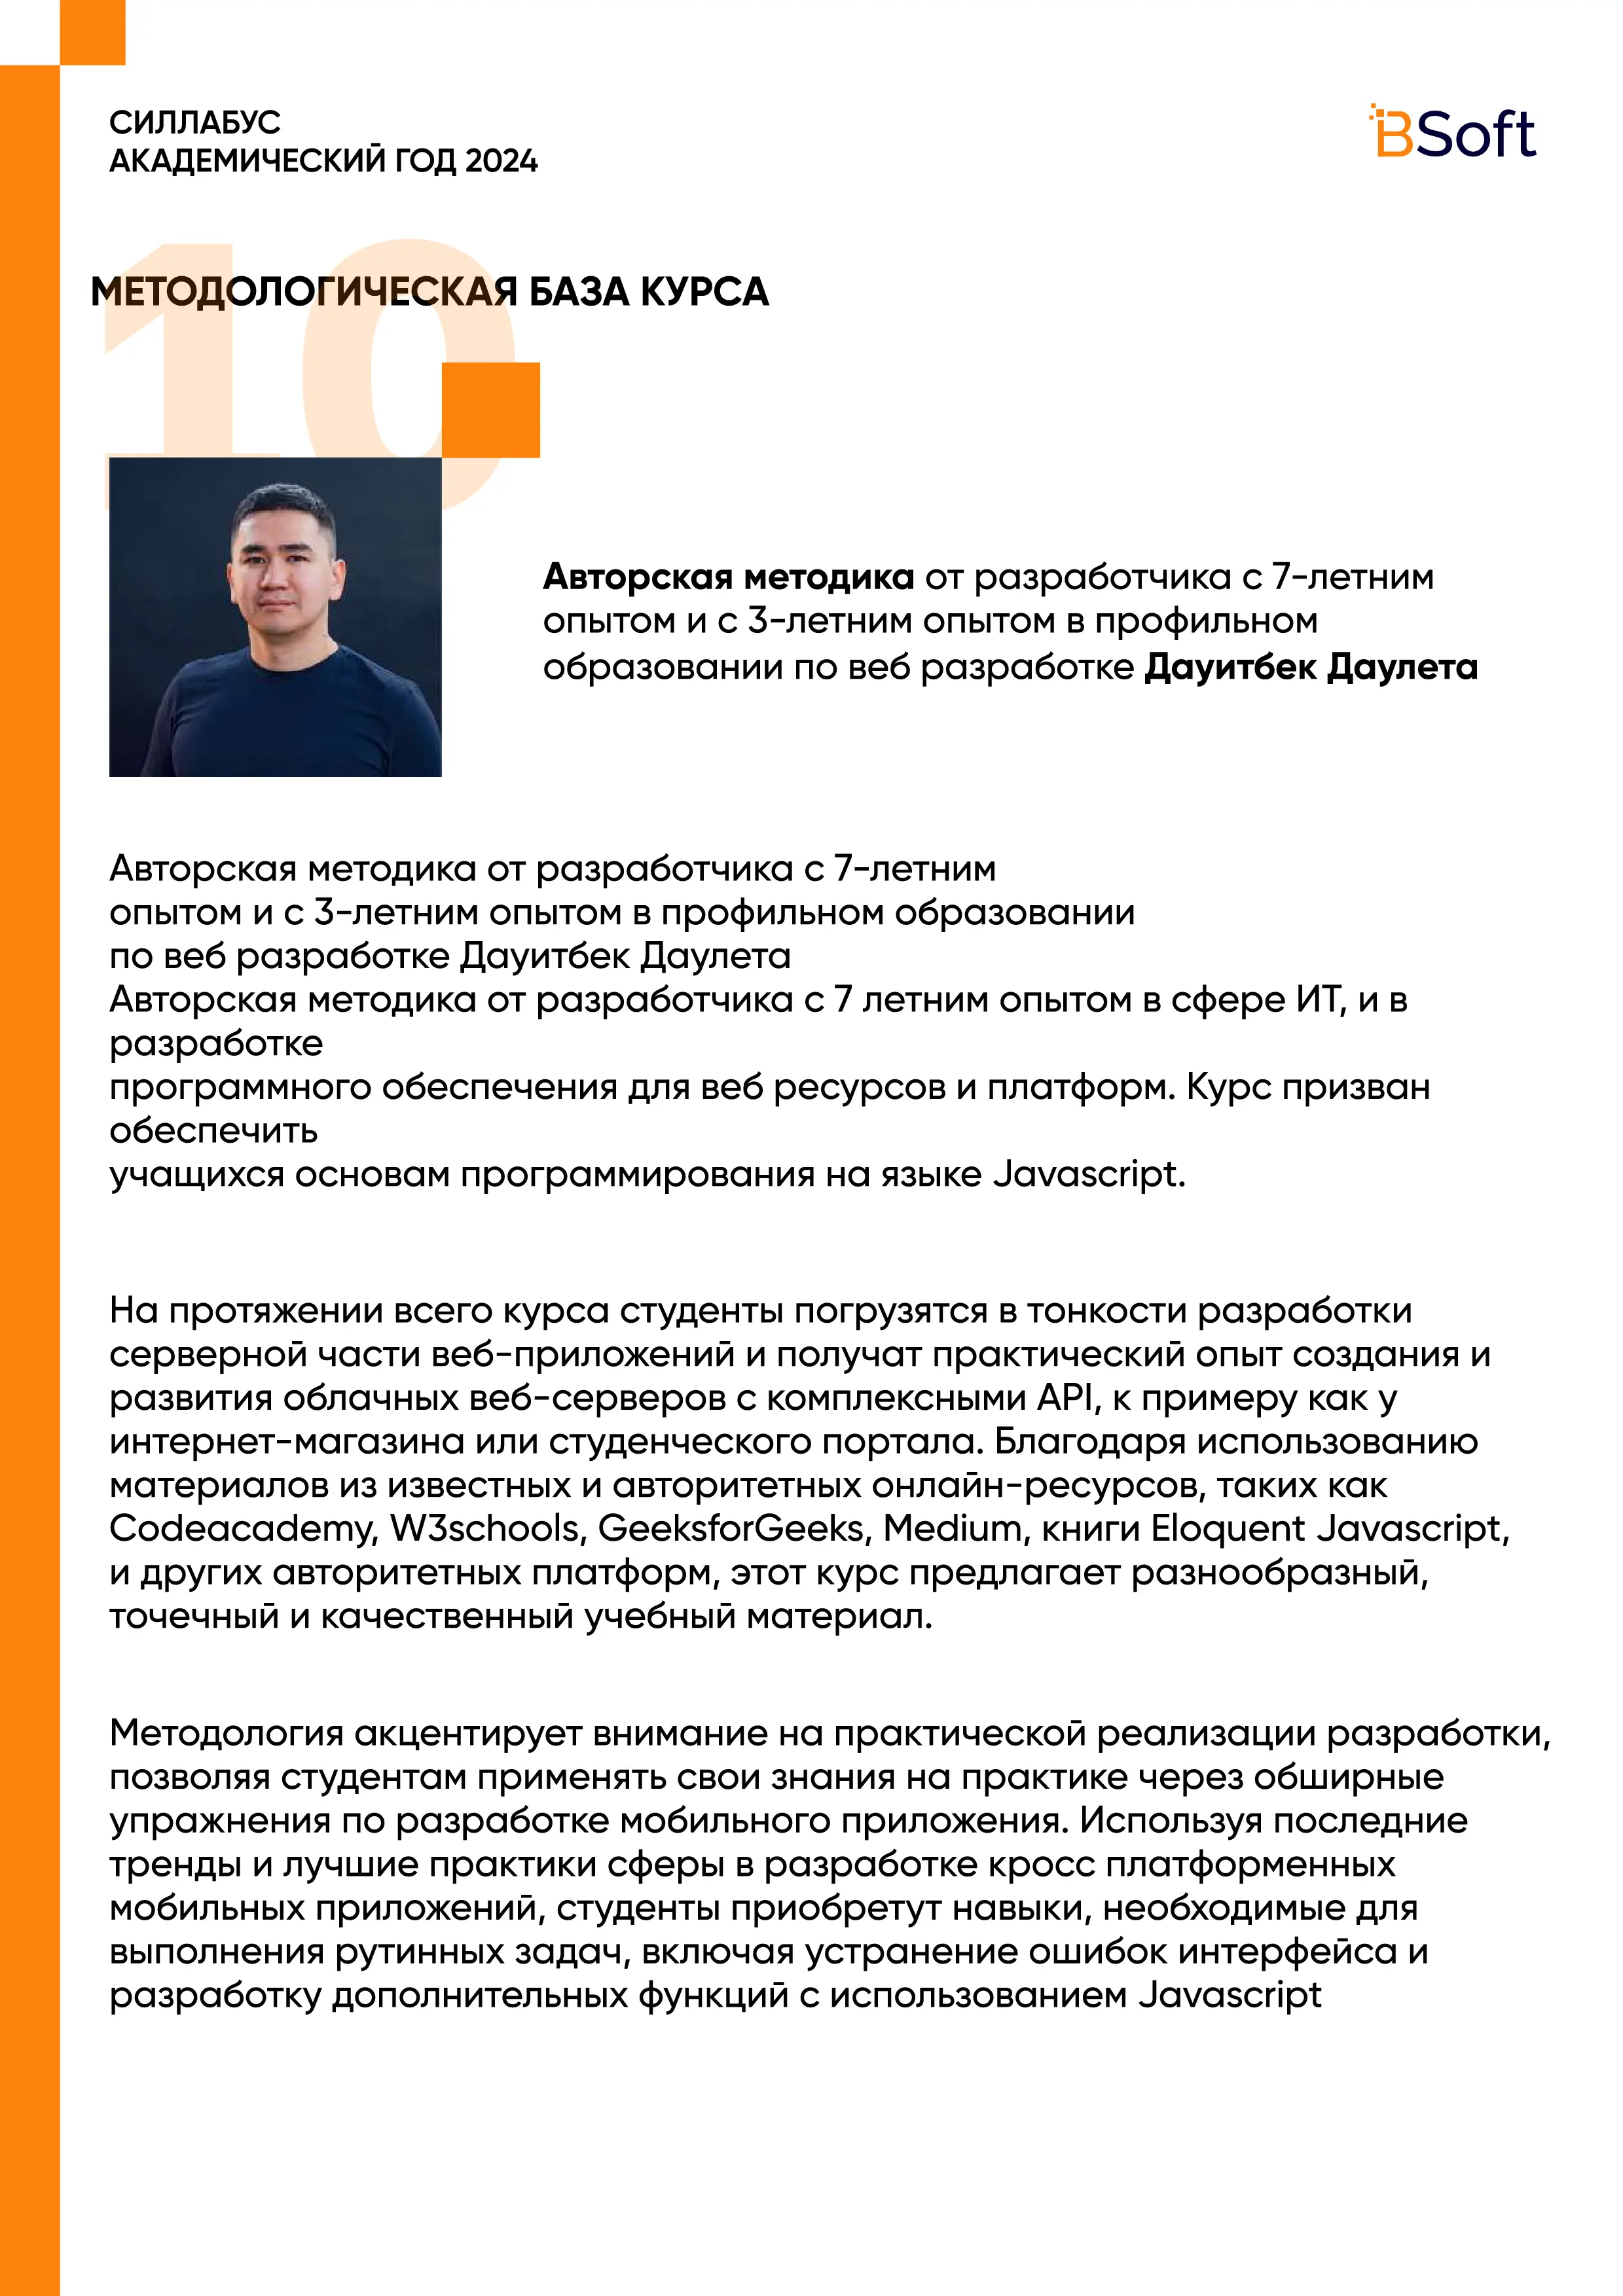 СИЛЛАБУС
АКАДЕМИЧЕСКИЙ ГОД 2024
BSoft
10
МЕТОДОЛОГИЧЕСКАЯ БАЗА КУРСА
Авторская методика от разработчика с 7-летним
опытом и с 3-летним опытом в профильном
образовании по веб разработке Дауитбек Даулета
Авторская методика от разработчика с 7-летним
опытом и с 3-летним опытом в профильном образовании
по веб разработке Дауитбек Даулета
Авторская методика от разработчика с 7 летним опытом в сфере ИТ, и в
разработке
программного обеспечения для веб ресурсов и платформ. Курс призван
обеспечить
учащихся основам программирования на языке Javascript.
На протяжении всего курса студенты погрузятся в тонкости разработки
серверной части веб-приложений и получат практический опыт создания и
развития облачных веб-серверов с комплексными API, к примеру как у
интернет-магазина или студенческого портала. Благодаря использованию
материалов из известных и авторитетных онлайн-ресурсов, таких как
Codeacademy, W3schools, GeeksforGeeks, Medium, книги Eloquent Javascript,
и других авторитетных платформ, этот курс предлагает разнообразный,
точечный и качественный учебный материал.
Методология акцентирует внимание на практической реализации разработки,
позволяя студентам применять свои знания на практике через обширные
упражнения по разработке мобильного приложения. Используя последние
тренды и лучшие практики сферы в разработке кросс платформенных
мобильных приложений, студенты приобретут навыки, необходимые для
выполнения рутинных задач, включая устранение ошибок интерфейса и
разработку дополнительных функций с использованием Javascript